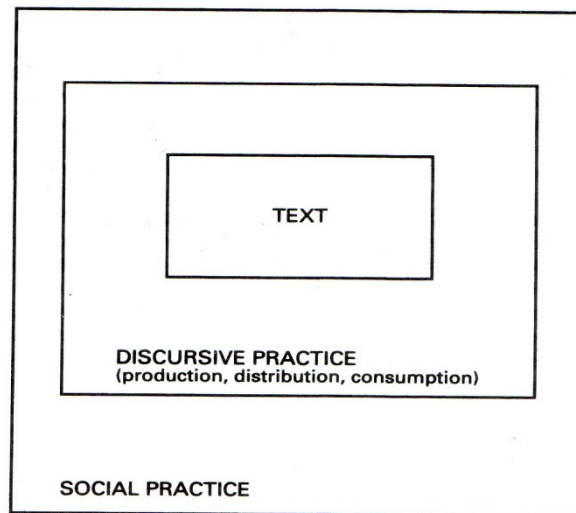 TEXT
DISCURSIVE PRACTICE
(production, distribution, consumption)
SOCIAL PRACTICE